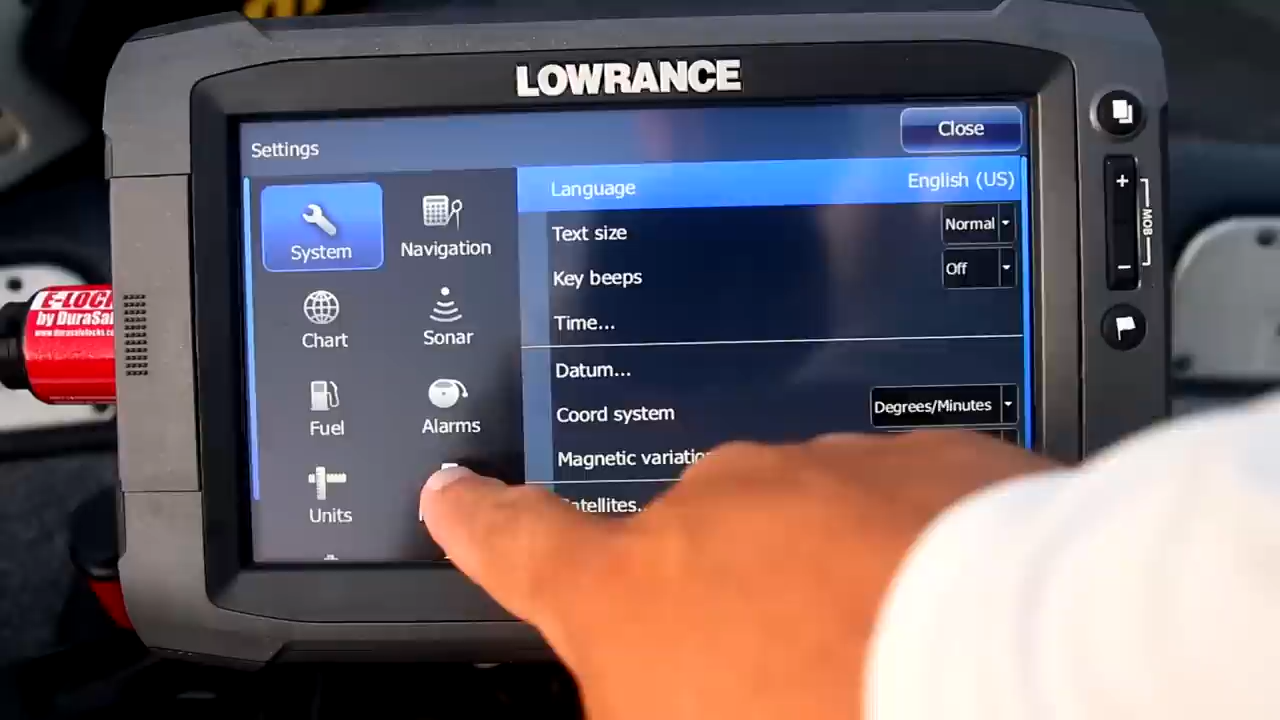 LOWRANCE
Settings
Close
System
Navigation
Chart
Sonar
Fuel
Alarms
Units
Language English (US)
Text size Normal
Key beeps Off
Time...
Datum...
Coord system Degrees/Minutes
Magnetic
+
MOB
-
E-LOCK
by DuraSa